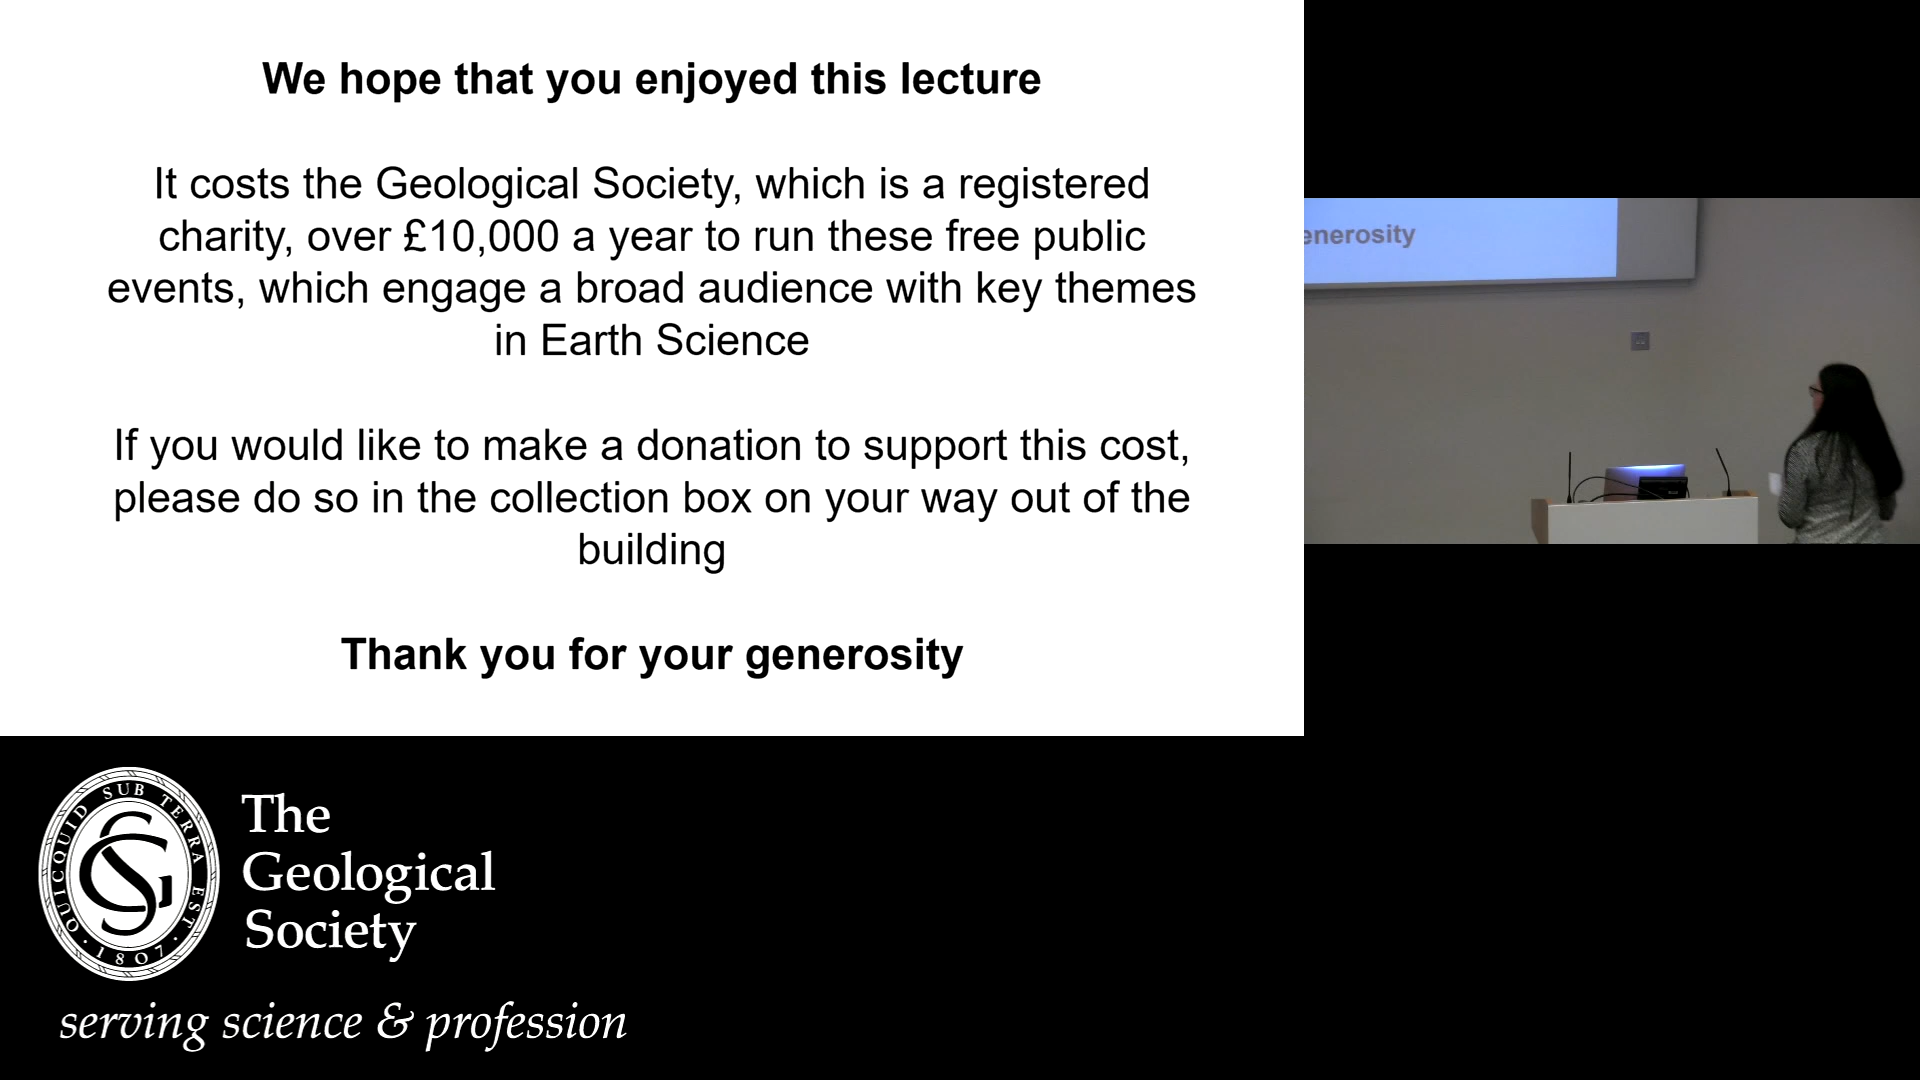 We hope that you enjoyed this lecture
It costs the Geological Society, which is a registered
charity, over £10,000 a year to run these free public
events, which engage a broad audience with key themes
in Earth Science
If you would like to make a donation to support this cost,
please do so in the collection box on your way out of the
building
Thank you for your generosity
enerosity
QUICQUID SUB TERRA EST
· 1807 ·
The
Geological
Society
serving science & profession